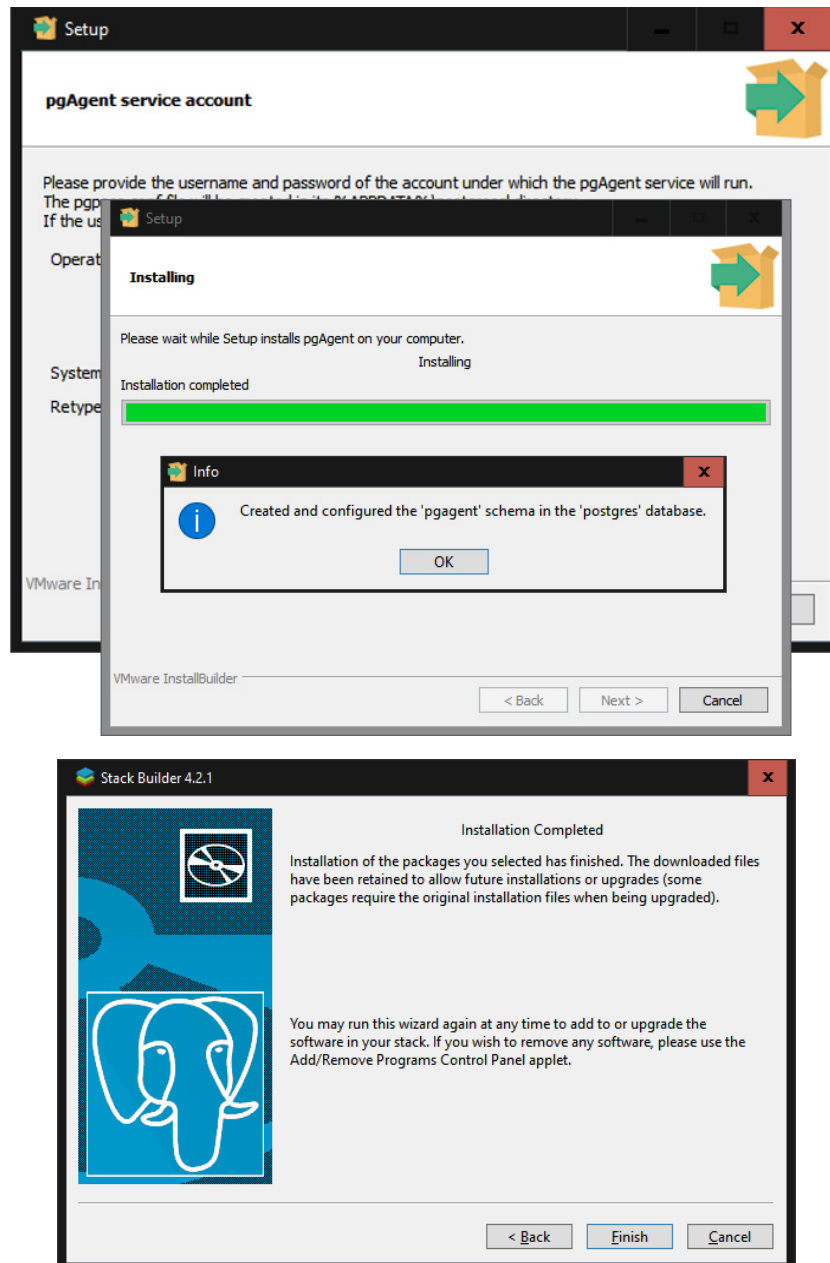 Setup
pgAgent service account
Please provide the username and password of the account under which the pgAgent service will run.
The pgp
If the us
Operat
System
Retype
VMware In
Setup
Installing
Please wait while Setup installs pgAgent on your computer.
Installing
Installation completed
Info
Created and configured the 'pgagent' schema in the 'postgres' database.
OK
VMware InstallBuilder
< Back Next > Cancel
Stack Builder 4.2.1
Installation Completed
Installation of the packages you selected has finished. The downloaded files
have been retained to allow future installations or upgrades (some
packages require the original installation files when being upgraded).
You may run this wizard again at any time to add to or upgrade the
software in your stack. If you wish to remove any software, please use the
Add/Remove Programs Control Panel applet.
< Back Finish Cancel